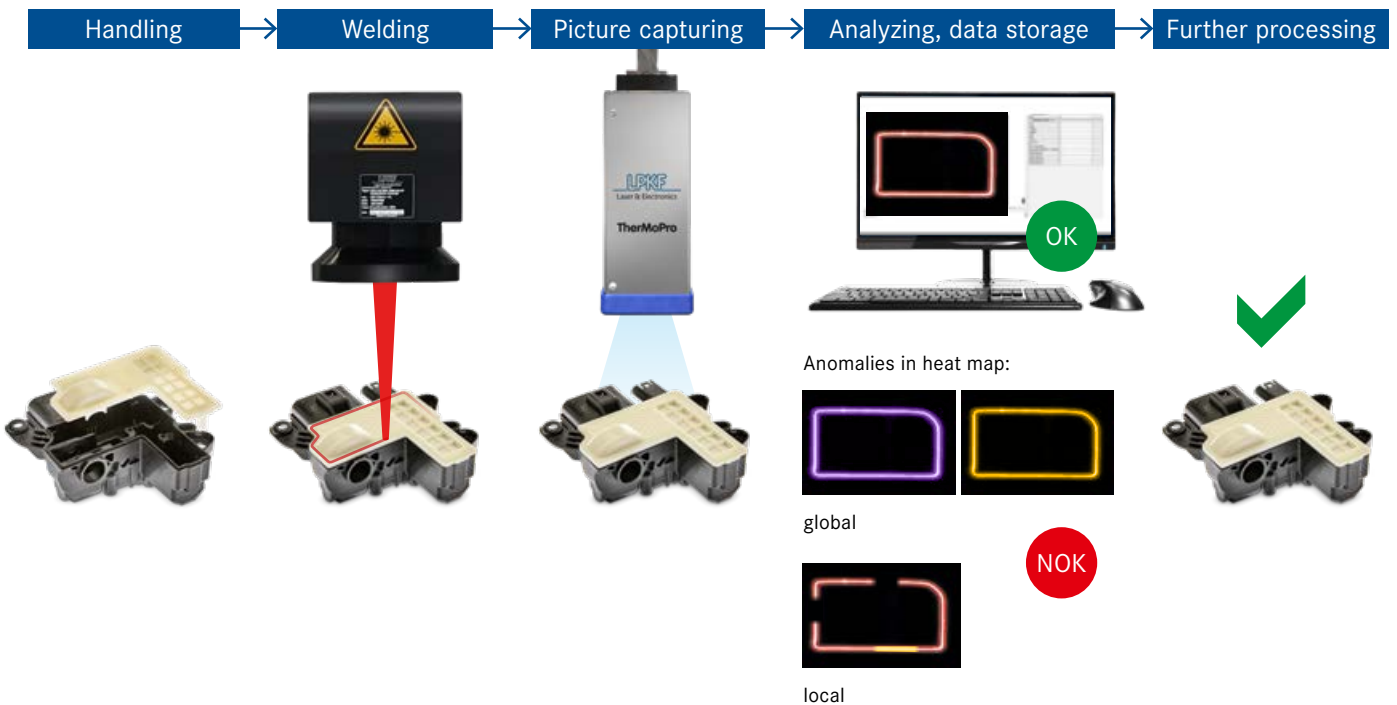 Handling
Welding
Picture capturing
Analyzing, data storage
Further processing
LPKF
Laser & Electronics
TherMoPro
OK
Anomalies in heat map:
global
NOK
local